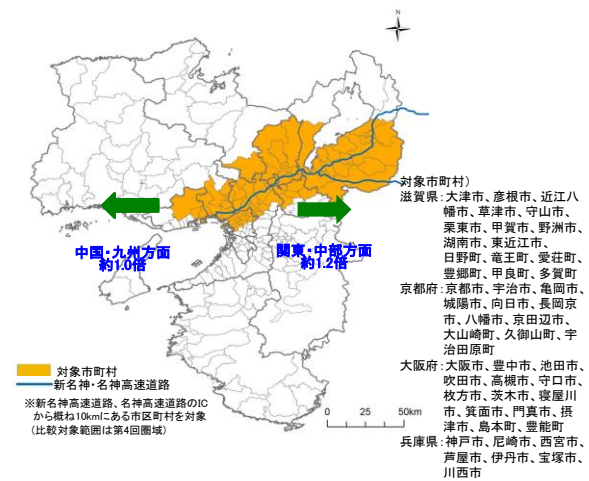 中国・九州方面
約1.0倍
関東・中部方面
約1.2倍
対象市町村
新名神・名神高速道路
※新名神高速道路、名神高速道路のIC
から概ね10kmにある市区町村を対象
（比較対象範囲は第4回圏域）
0 25 50km
対象市町村）
滋賀県：大津市、彦根市、近江八
幡市、草津市、守山市、
栗東市、甲賀市、野洲市、
湖南市、東近江市、
日野町、竜王町、愛荘町、
豊郷町、甲良町、多賀町
京都府：京都市、宇治市、亀岡市、
城陽市、向日市、長岡京
市、八幡市、京田辺市、
大山崎町、久御山町、宇
治田原町
大阪府：大阪市、豊中市、池田市、
吹田市、高槻市、守口市、
枚方市、茨木市、寝屋川
市、箕面市、門真市、摂
津市、島本町、豊能町
兵庫県：神戸市、尼崎市、西宮市、
芦屋市、伊丹市、宝塚市、
川西市